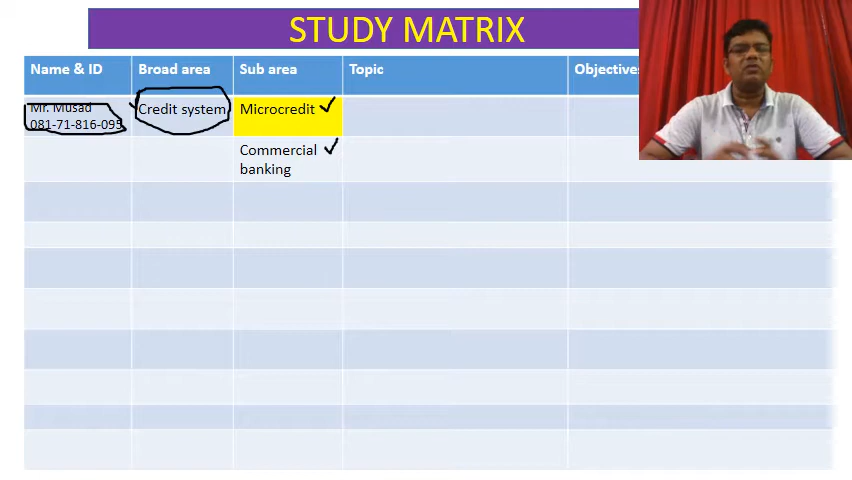 STUDY MATRIX
Name & ID Broad area Sub area Topic Objectives
Mr. Musad Credit system Microcredit
081-71-816-095
Commercial
banking